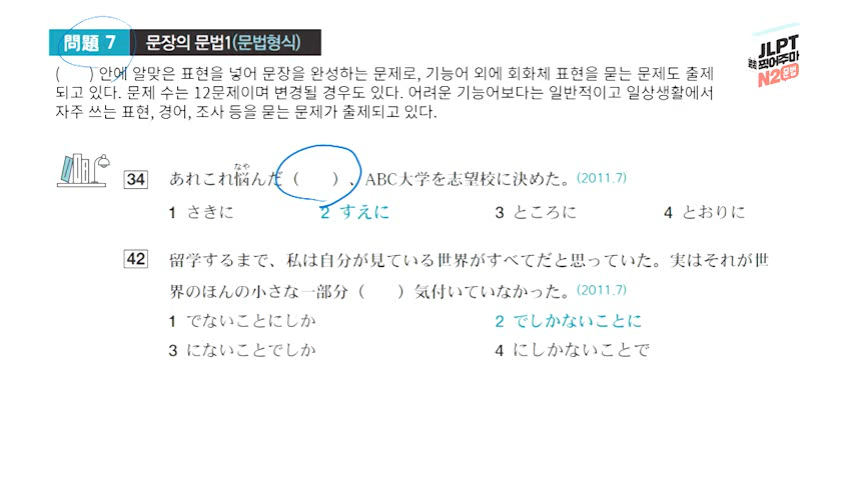 問題 7 문장의 문법1(문법형식)
JLPT
콕콕 찍어주마
N2 문법
(　　) 안에 알맞은 표현을 넣어 문장을 완성하는 문제로, 기능어 외에 회화체 표현을 묻는 문제도 출제
되고 있다. 문제 수는 12문제이며 변경될 경우도 있다. 어려운 기능어보다는 일반적이고 일상생활에서
자주 쓰는 표현, 경어, 조사 등을 묻는 문제가 출제되고 있다.
なや
34 あれこれ悩んだ（　　）、ABC大学を志望校に決めた。(2011.7)
1 さきに 2 すえに 3 ところに 4 とおりに
42 留学するまで、私は自分が見ている世界がすべてだと思っていた。実はそれが世
界のほんの小さな一部分（　　）気付いていなかった。(2011.7)
1 でないことにしか 2 でしかないことに
3 にないことでしか 4 にしかないことで